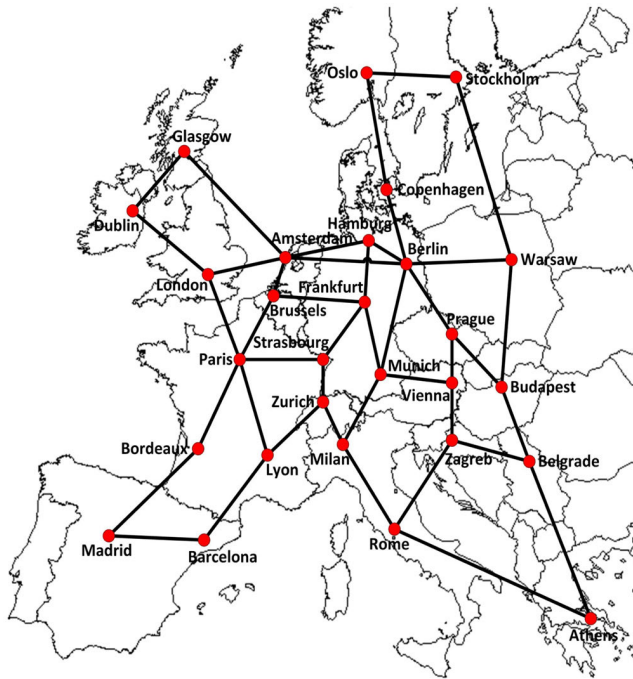 Oslo
Stockholm
Glasgow
Copenhagen
Dublin
Hamburg
Amsterdam
Berlin
Warsaw
London
Frankfurt
Brussels
Prague
Strasbourg
Paris
Munich
Vienna
Budapest
Zurich
Bordeaux
Lyon
Milan
Zagreb
Belgrade
Madrid
Barcelona
Rome
Athens